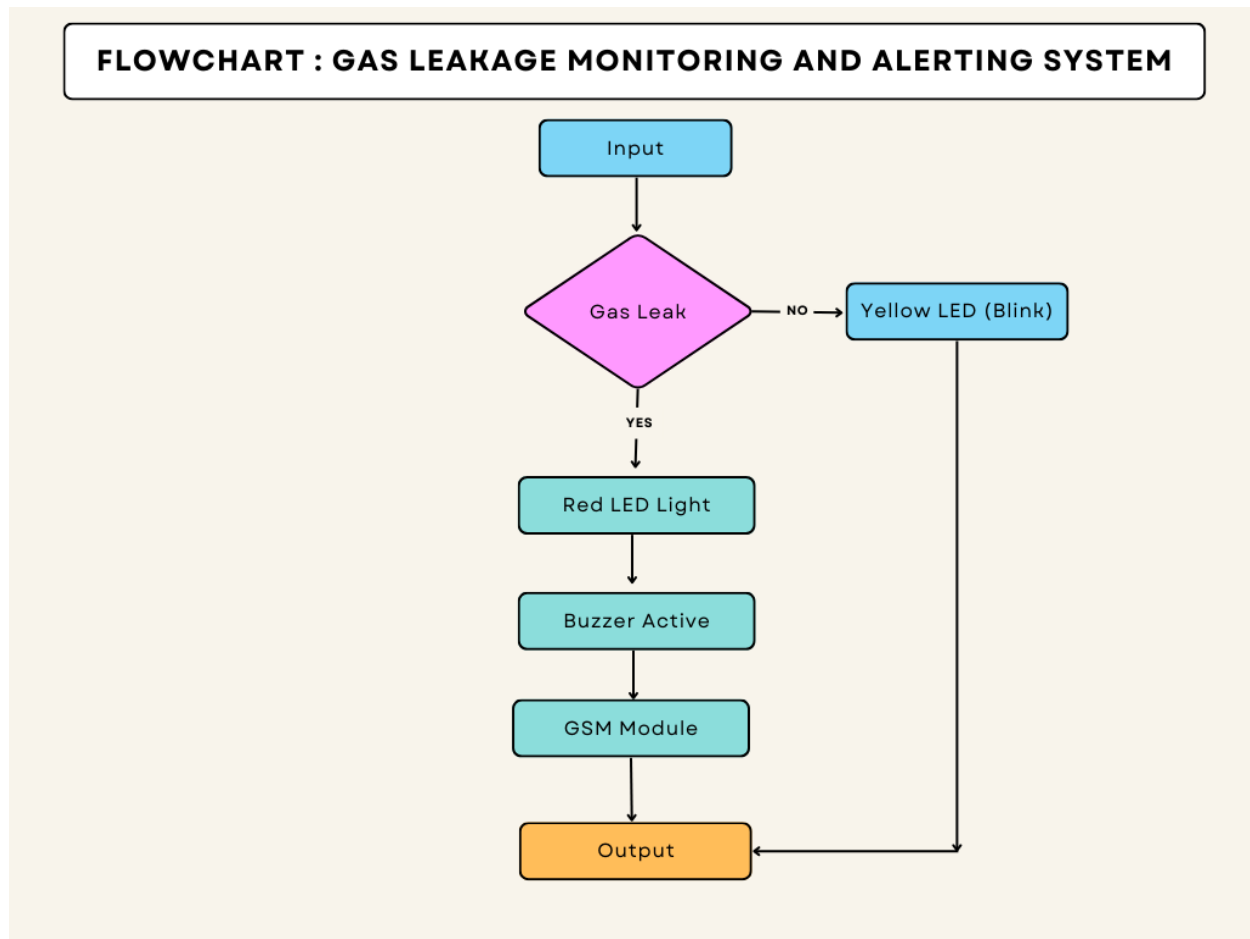 FLOWCHART : GAS LEAKAGE MONITORING AND ALERTING SYSTEM
Input
Gas Leak
NO
Yellow LED (Blink)
YES
Red LED Light
Buzzer Active
GSM Module
Output